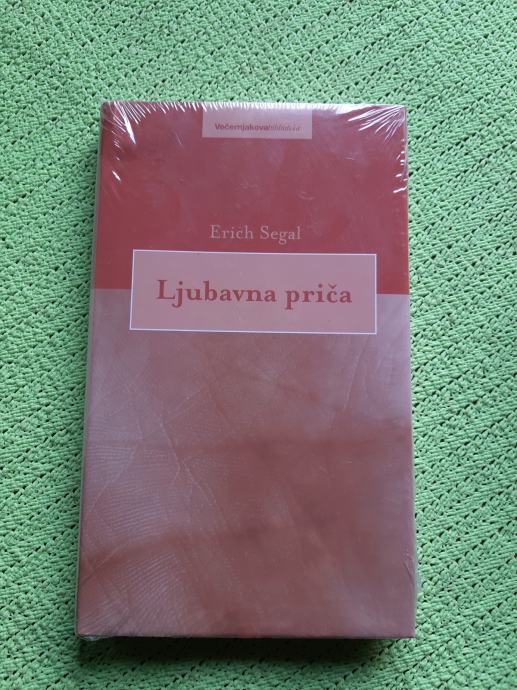 Večernjakovabiblioteka
Erich Segal
Ljubavna priča